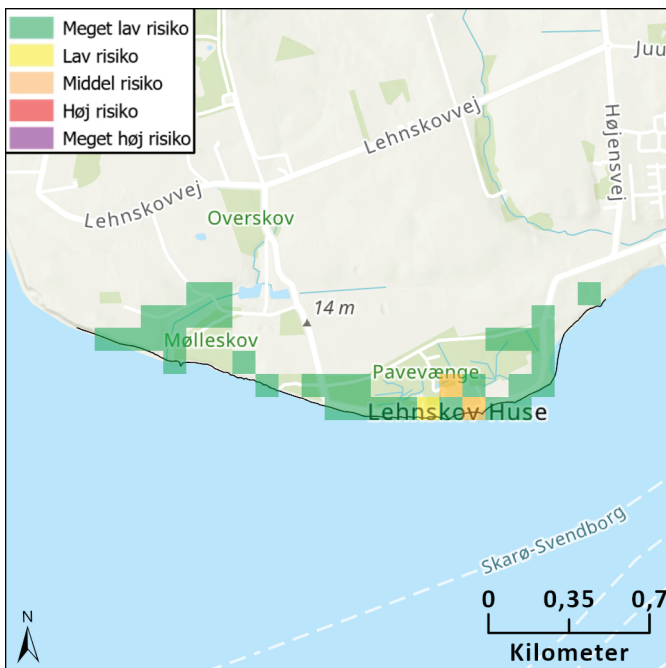 Meget lav risiko
Lav risiko
Middel risiko
Høj risiko
Meget høj risiko
Juu
Lehnskovvej
Højensvej
Lehnskovvej
Overskov
14 m
Mølleskov
Pavevænge
Lehnskov Huse
Skarø-Svendborg
N
0 0,35 0,7
Kilometer